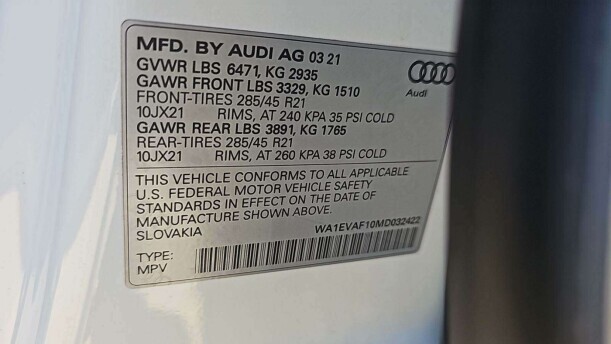 MFD. BY AUDI AG 03 21
GVWR LBS 6471, KG 2935
GAWR FRONT LBS 3329, KG 1510
FRONT-TIRES 285/45 R21
10JX21 RIMS, AT 240 KPA 35 PSI COLD
GAWR REAR LBS 3891, KG 1765
REAR-TIRES 285/45 R21
10JX21 RIMS, AT 260 KPA 38 PSI COLD
Audi
THIS VEHICLE CONFORMS TO ALL APPLICABLE
U.S. FEDERAL MOTOR VEHICLE SAFETY
STANDARDS IN EFFECT ON THE DATE OF
MANUFACTURE SHOWN ABOVE.
SLOVAKIA WA1EVAF10MD032422
TYPE:
MPV